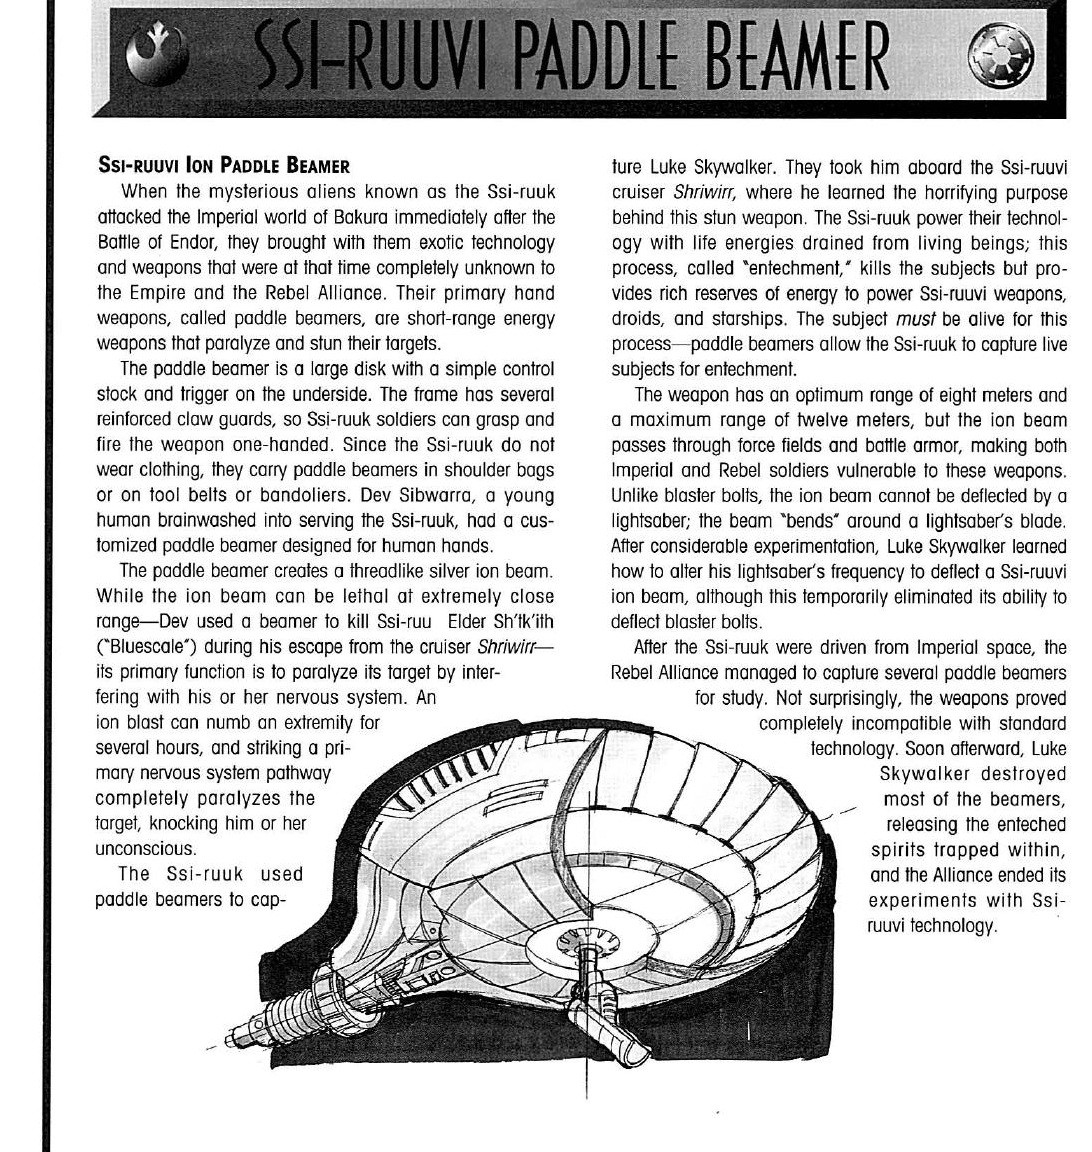 SSI-RUUVI PADDLE BEAMER
SSI-RUUVI ION PADDLE BEAMER
When the mysterious aliens known as the Ssi-ruuk
attacked the Imperial world of Bakura immediately after the
Battle of Endor, they brought with them exotic technology
and weapons that were at that time completely unknown to
the Empire and the Rebel Alliance. Their primary hand
weapons, called paddle beamers, are short-range energy
weapons that paralyze and stun their targets.
The paddle beamer is a large disk with a simple control
stock and trigger on the underside. The frame has several
reinforced claw guards, so Ssi-ruuk soldiers can grasp and
fire the weapon one-handed. Since the Ssi-ruuk do not
wear clothing, they carry paddle beamers in shoulder bags
or on tool belts or bandoliers. Dev Sibwarra, a young
human brainwashed into serving the Ssi-ruuk, had a cus-
tomized paddle beamer designed for human hands.
The paddle beamer creates a threadlike silver ion beam.
While the ion beam can be lethal at extremely close
range—Dev used a beamer to kill Ssi-ruu Elder Sh'tk'ith
("Bluescale") during his escape from the cruiser Shriwirr—
its primary function is to paralyze its target by inter-
fering with his or her nervous system. An
ion blast can numb an extremity for
several hours, and striking a pri-
mary nervous system pathway
completely paralyzes the
target, knocking him or her
unconscious.
The Ssi-ruuk used
paddle beamers to cap-
ture Luke Skywalker. They took him aboard the Ssi-ruuvi
cruiser Shriwirr, where he learned the horrifying purpose
behind this stun weapon. The Ssi-ruuk power their technol-
ogy with life energies drained from living beings; this
process, called "entechment," kills the subjects but pro-
vides rich reserves of energy to power Ssi-ruuvi weapons,
droids, and starships. The subject must be alive for this
process—paddle beamers allow the Ssi-ruuk to capture live
subjects for entechment.
The weapon has an optimum range of eight meters and
a maximum range of twelve meters, but the ion beam
passes through force fields and battle armor, making both
Imperial and Rebel soldiers vulnerable to these weapons.
Unlike blaster bolts, the ion beam cannot be deflected by a
lightsaber; the beam "bends" around a lightsaber's blade.
After considerable experimentation, Luke Skywalker learned
how to alter his lightsaber's frequency to deflect a Ssi-ruuvi
ion beam, although this temporarily eliminated its ability to
deflect blaster bolts.
After the Ssi-ruuk were driven from Imperial space, the
Rebel Alliance managed to capture several paddle beamers
for study. Not surprisingly, the weapons proved
completely incompatible with standard
technology. Soon afterward, Luke
Skywalker destroyed
most of the beamers,
releasing the enteched
spirits trapped within,
and the Alliance ended its
experiments with Ssi-
ruuvi technology.